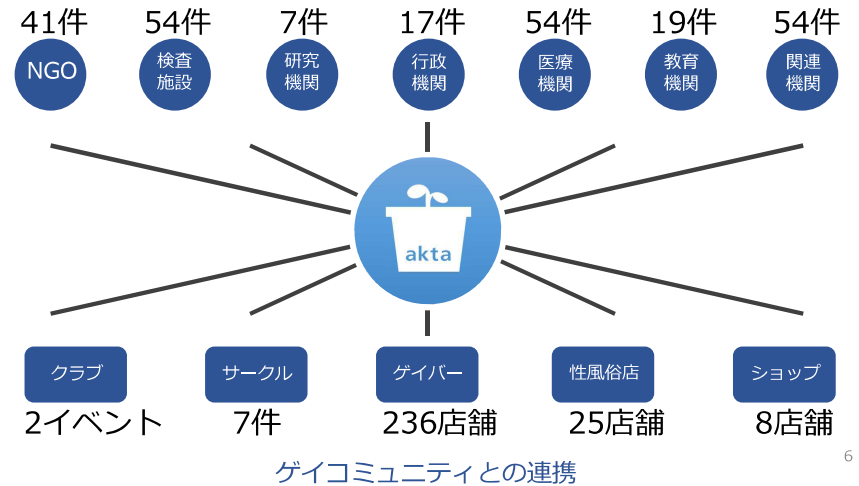 41件 54件 7件 17件 54件 19件 54件
NGO
検査
施設
研究
機関
行政
機関
医療
機関
教育
機関
関連
機関
akta
クラブ サークル ゲイバー 性風俗店 ショップ
2イベント 7件 236店舗 25店舗 8店舗
6
ゲイコミュニティとの連携